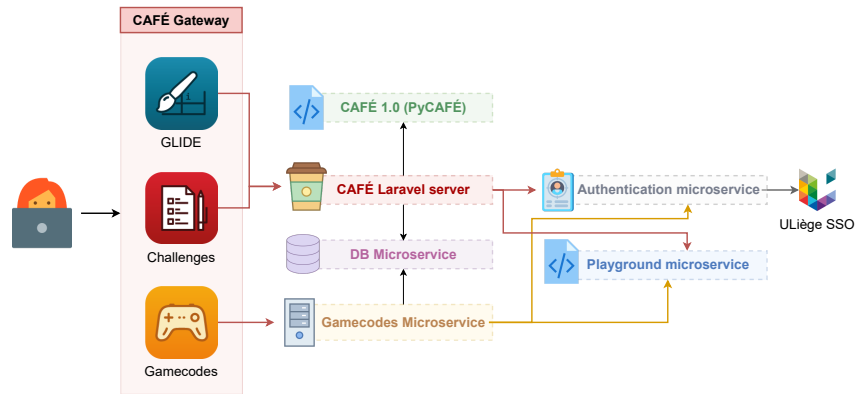 CAFÉ Gateway
GLIDE
Challenges
Gamecodes
CAFÉ 1.0 (PyCAFÉ)
CAFÉ Laravel server
DB Microservice
Gamecodes Microservice
Authentication microservice
Playground microservice
ULiège SSO